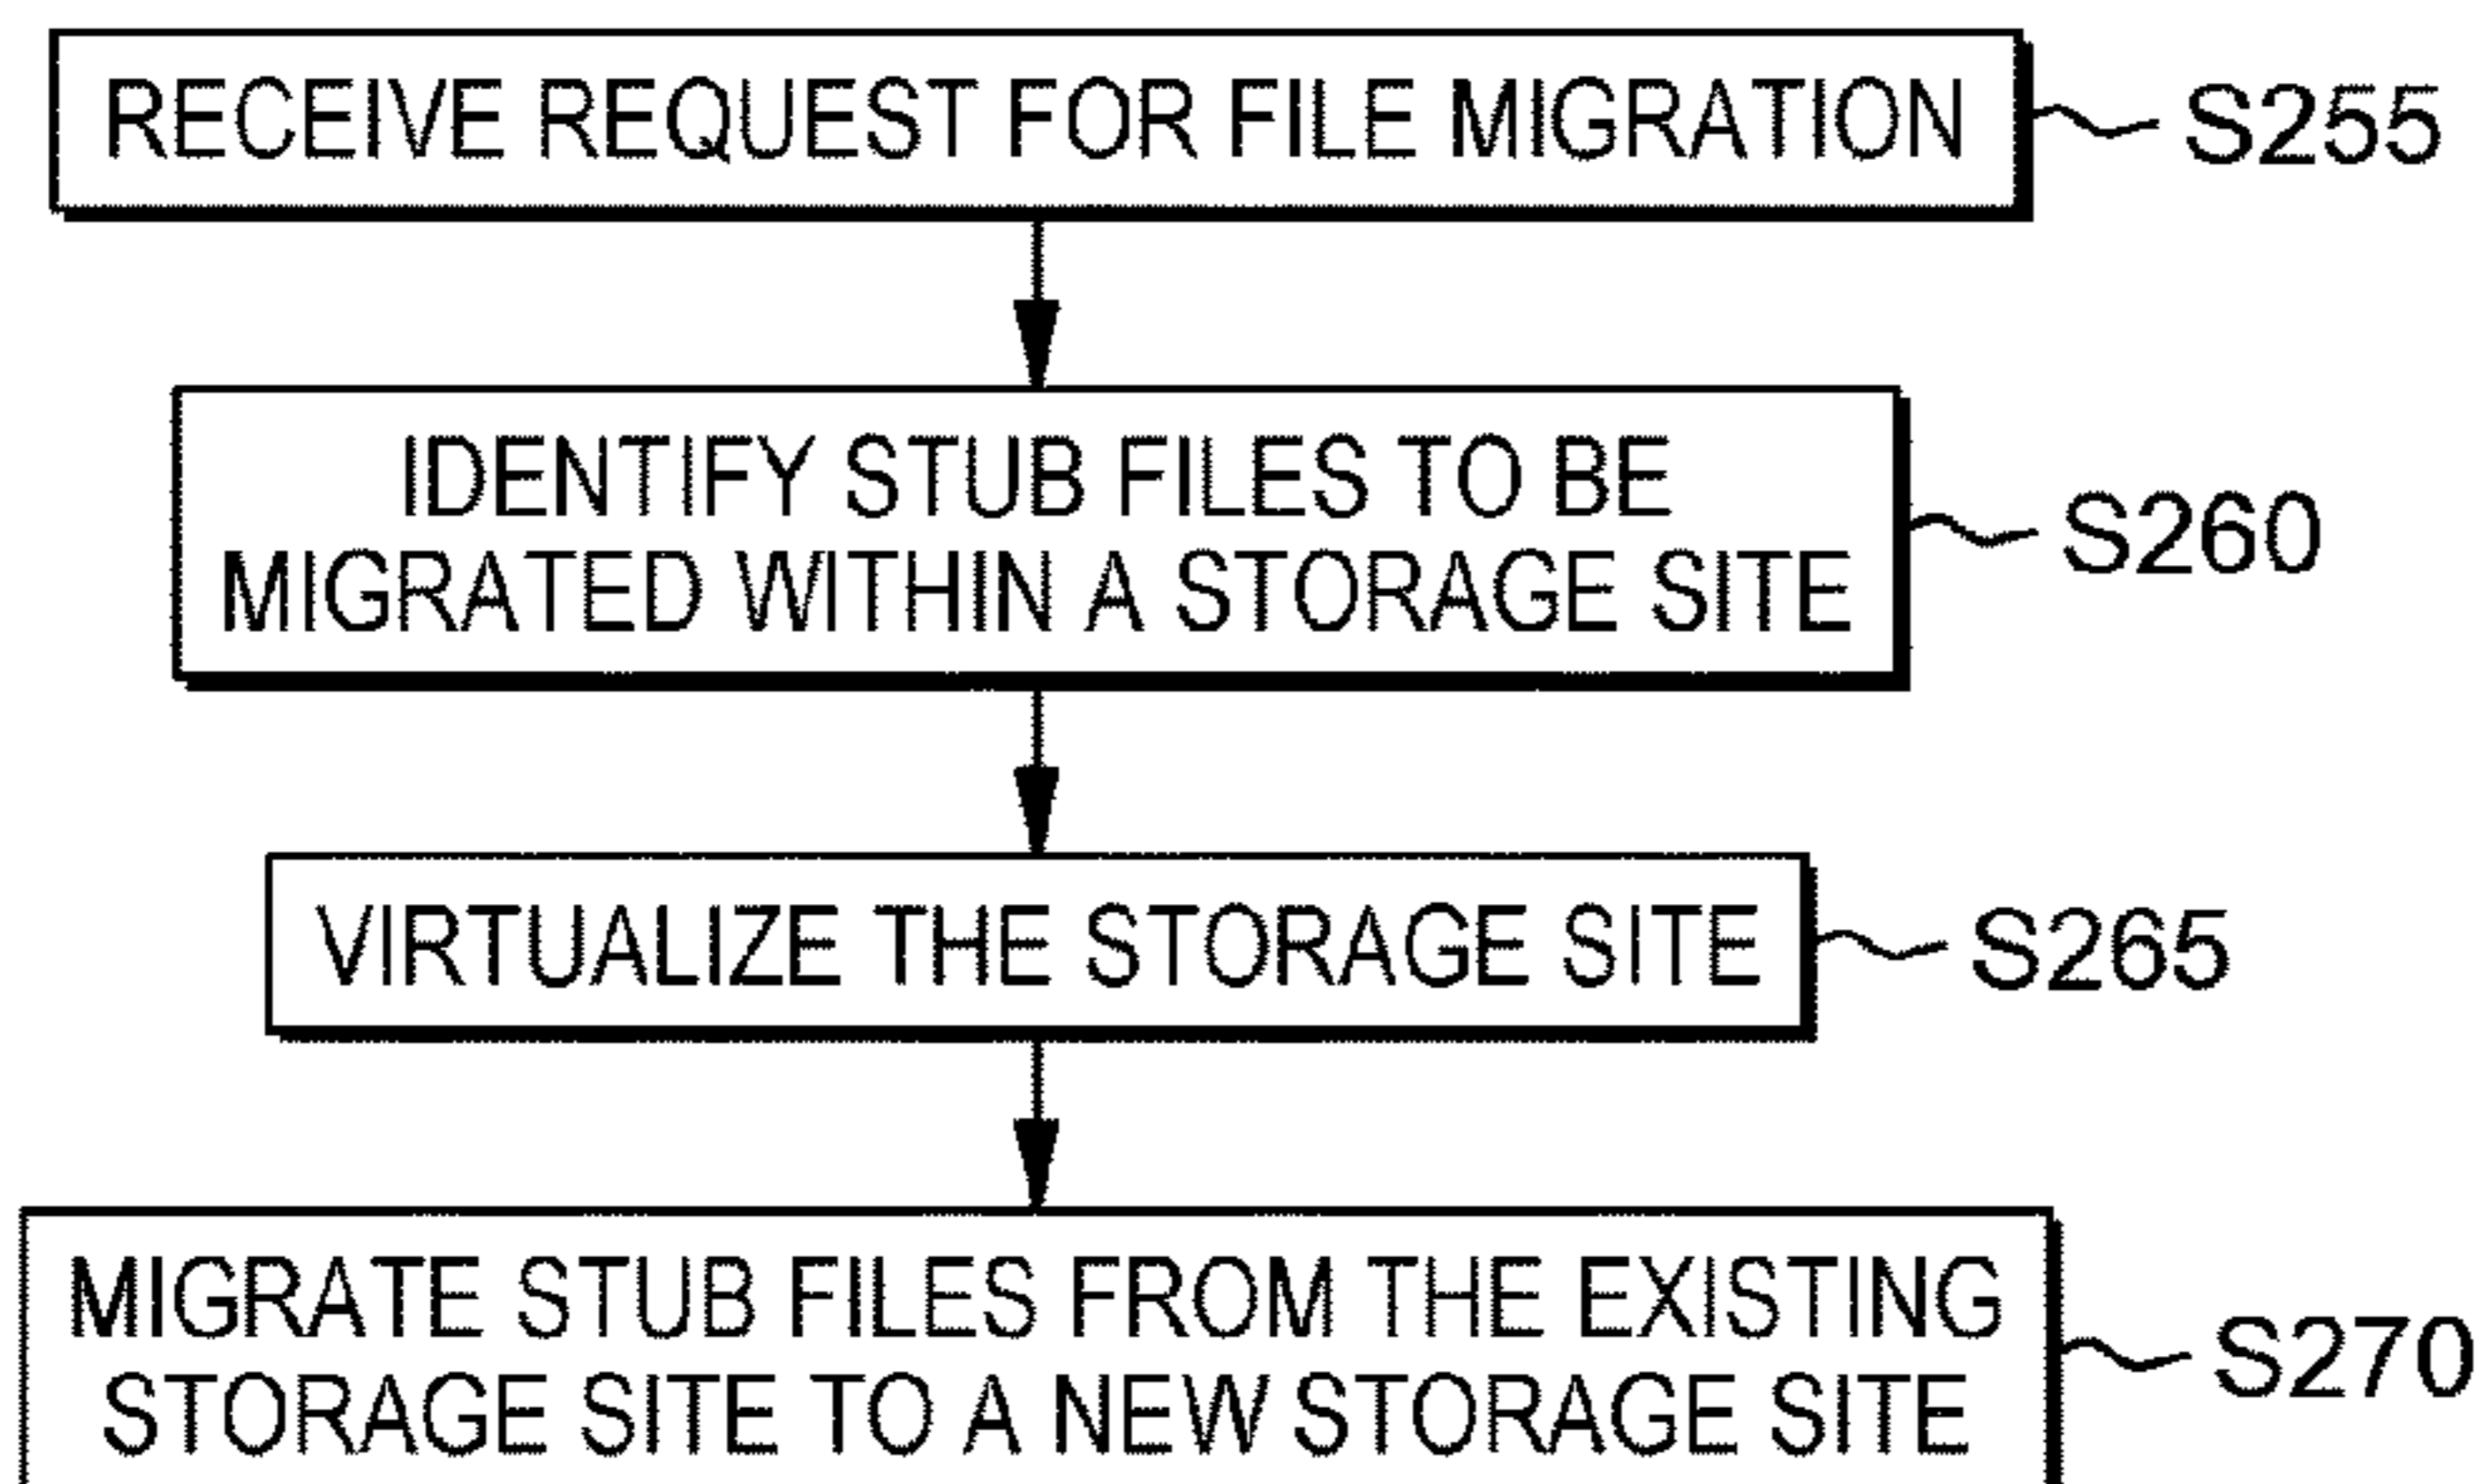 RECEIVE REQUEST FOR FILE MIGRATION
S255
IDENTIFY STUB FILES TO BE
MIGRATED WITHIN A STORAGE SITE
S260
VIRTUALIZE THE STORAGE SITE
S265
MIGRATE STUB FILES FROM THE EXISTING
STORAGE SITE TO A NEW STORAGE SITE
S270